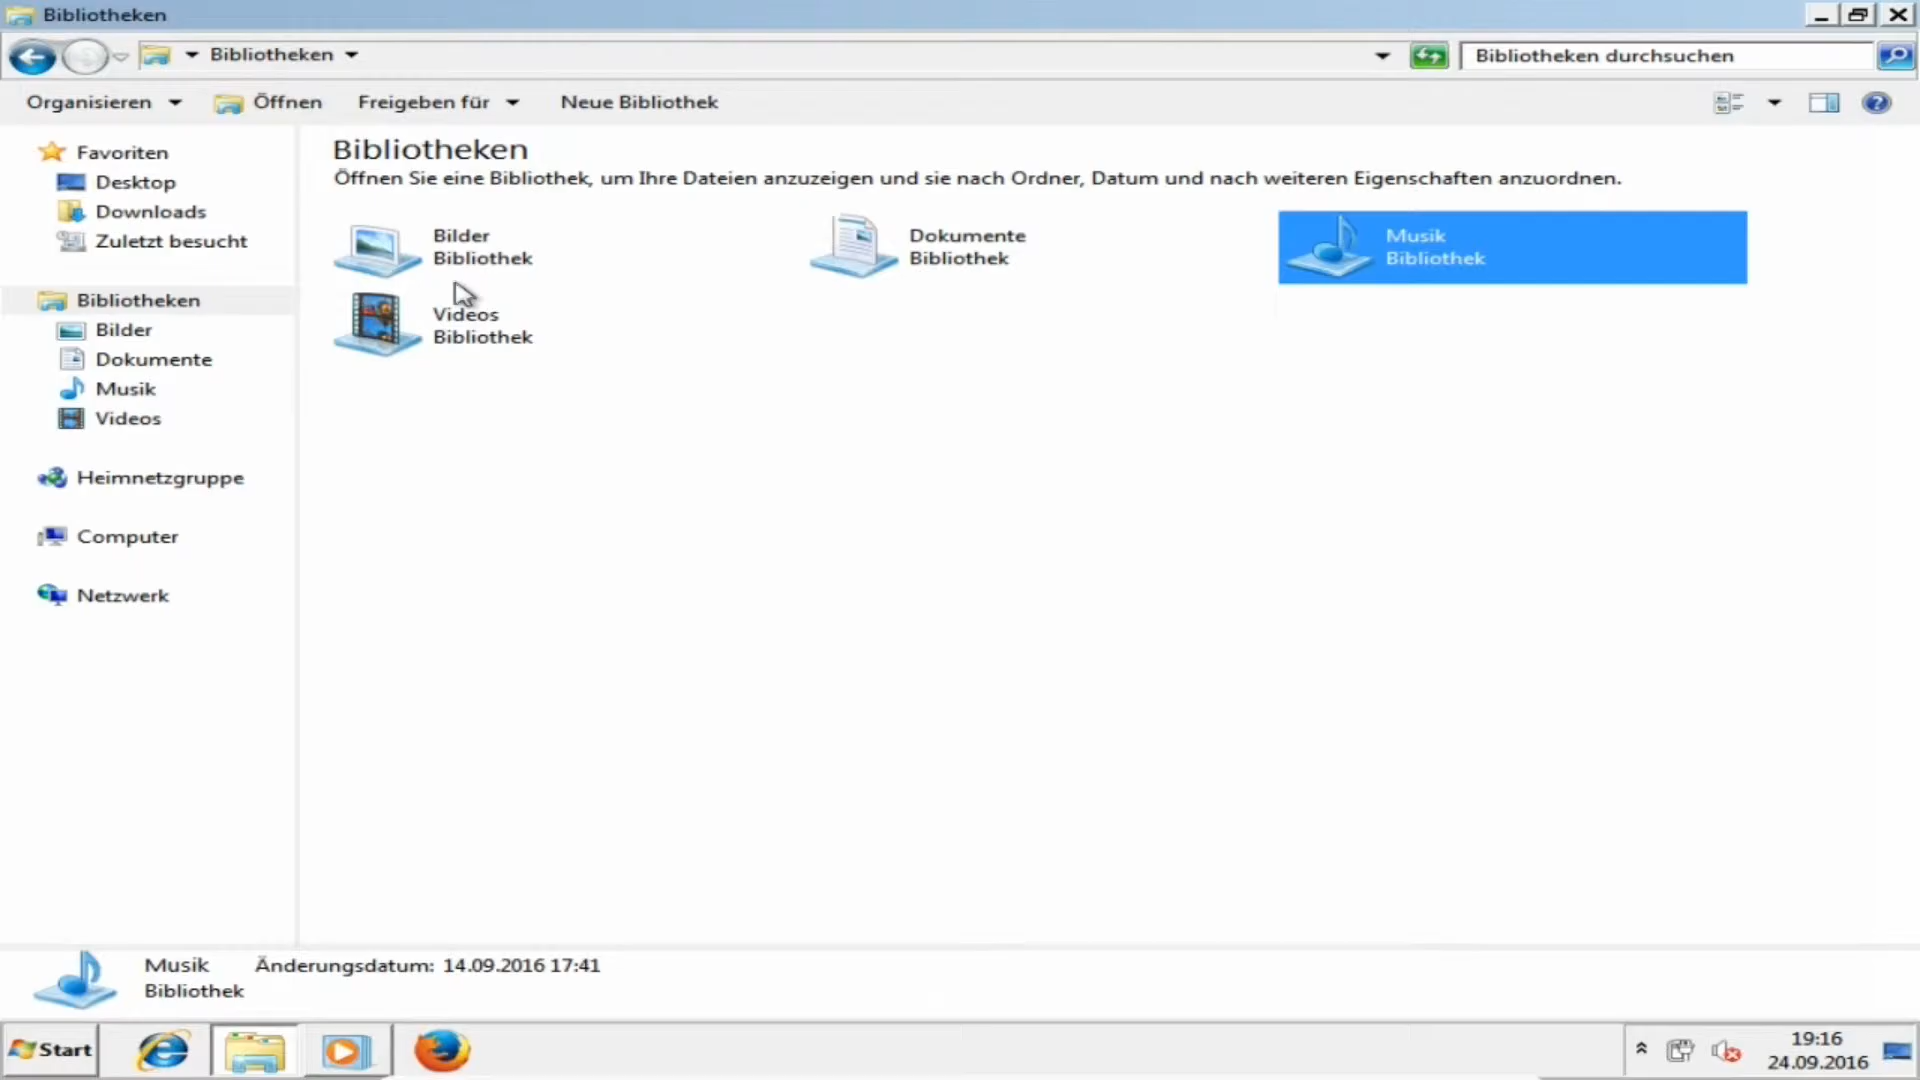 Bibliotheken
Bibliotheken
Bibliotheken durchsuchen
Organisieren
Öffnen
Freigeben für
Neue Bibliothek
Favoriten
Desktop
Downloads
Zuletzt besucht
Bibliotheken
Bilder
Dokumente
Musik
Videos
Heimnetzgruppe
Computer
Netzwerk
Bibliotheken
Öffnen Sie eine Bibliothek, um Ihre Dateien anzuzeigen und sie nach Ordner, Datum und nach weiteren Eigenschaften anzuordnen.
Bilder
Bibliothek
Dokumente
Bibliothek
Musik
Bibliothek
Videos
Bibliothek
Musik Änderungsdatum: 14.09.2016 17:41
Bibliothek
Start
19:16
24.09.2016